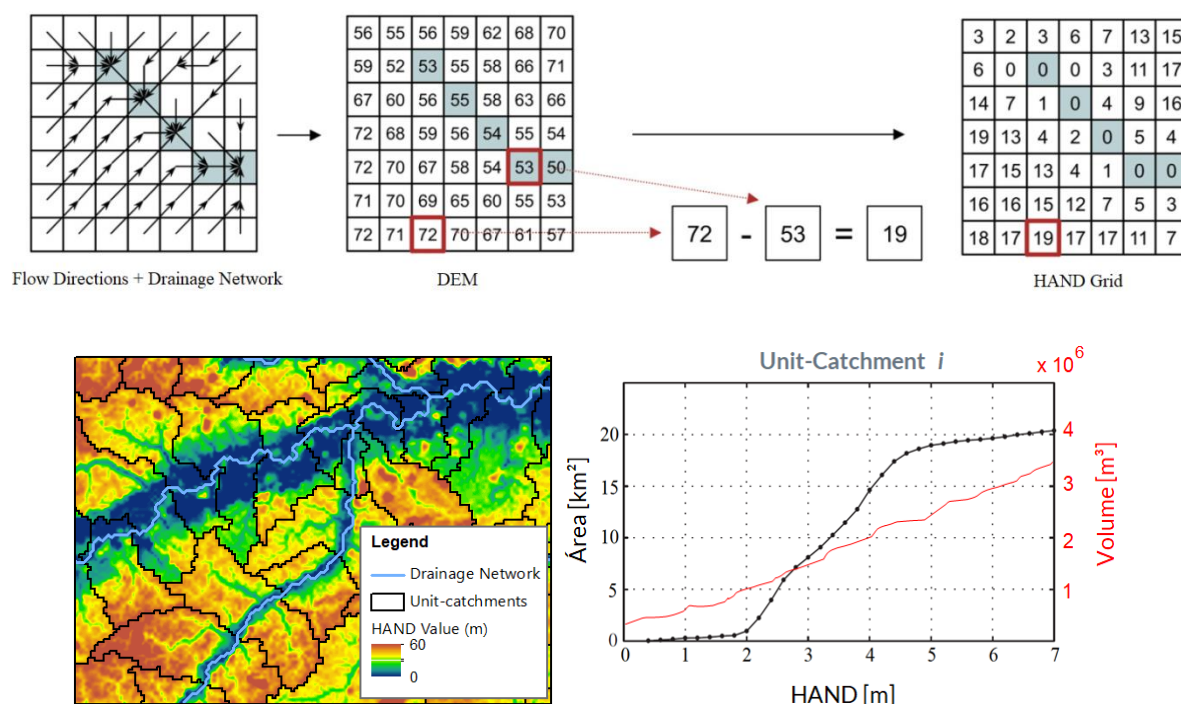 56 55 56 59 62 68 70
59 52 53 55 58 66 71
67 60 56 55 58 63 66
72 68 59 56 54 55 54
72 70 67 58 54 53 50
71 70 69 65 60 55 53
72 71 72 70 67 61 57
72 - 53 = 19
3 2 3 6 7 13 15
6 0 0 0 3 11 17
14 7 1 0 4 9 16
19 13 4 2 0 5 4
17 15 13 4 1 0 0
16 16 15 12 7 5 3
18 17 19 17 17 11 7
Flow Directions + Drainage Network
DEM
HAND Grid
Legend
Drainage Network
Unit-catchments
HAND Value (m)
60
0
Unit-Catchment i
x 10⁶
Área [km²]
20
15
10
5
0
0 1 2 3 4 5 6 7
HAND [m]
4
3
2
1
Volume [m³]